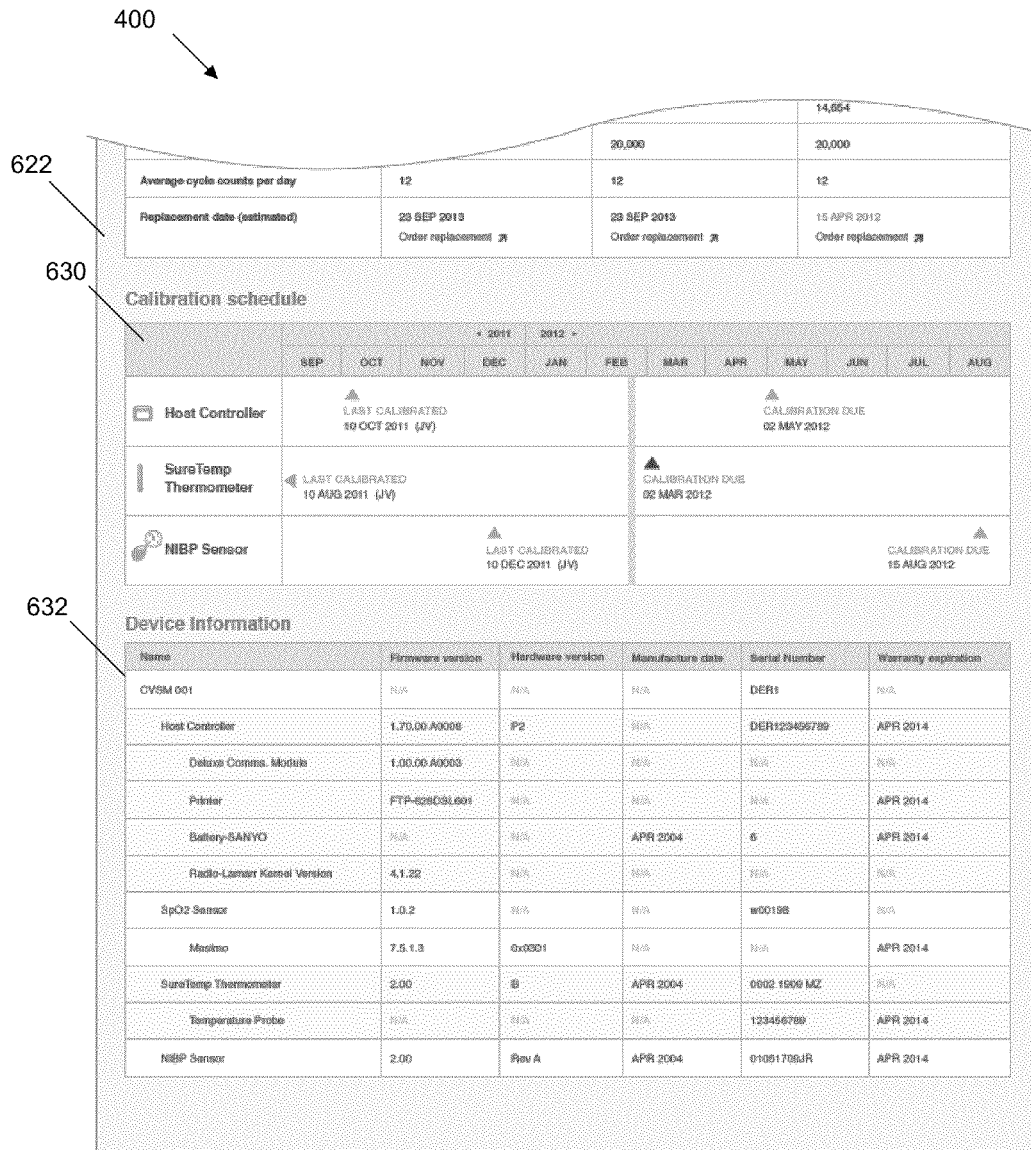 400
14,654
20,000 20,000
622
Average cycle counts per day 12 12 12
Replacement date (estimated) 23 SEP 2013 23 SEP 2013 15 APR 2012
Order replacement Order replacement Order replacement
630
Calibration schedule
2011 2012
SEP OCT NOV DEC JAN FEB MAR APR MAY JUN JUL AUG
Host Controller
LAST CALIBRATED CALIBRATION DUE
10 OCT 2011 (JV) 02 MAY 2012
SureTemp Thermometer
LAST CALIBRATED CALIBRATION DUE
10 AUG 2011 (JV) 02 MAR 2012
NIBP Sensor
LAST CALIBRATED CALIBRATION DUE
10 DEC 2011 (JV) 15 AUG 2012
632
Device Information
Name Firmware version Hardware version Manufacture date Serial Number Warranty expiration
CVSM 001 N/A N/A N/A DER1 N/A
Host Controller 1.70.00 A0006 P2 N/A DER123456789 APR 2014
Deluxe Comms. Module 1.00.00 A0003 N/A N/A N/A N/A
Printer FTP-628DSL601 N/A N/A N/A APR 2014
Battery-SANYO N/A N/A APR 2004 6 APR 2014
Radio-Lamarr Kernel Version 4.1.22 N/A N/A N/A N/A
SpO2 Sensor 1.0.2 N/A N/A w0019B N/A
Masimo 7.5.1.3 0x0301 N/A N/A APR 2014
SureTemp Thermometer 2.00 B APR 2004 0002 1909 MZ N/A
Temperature Probe N/A N/A N/A 123456789 APR 2014
NIBP Sensor 2.00 Rev A APR 2004 01051709JR APR 2014